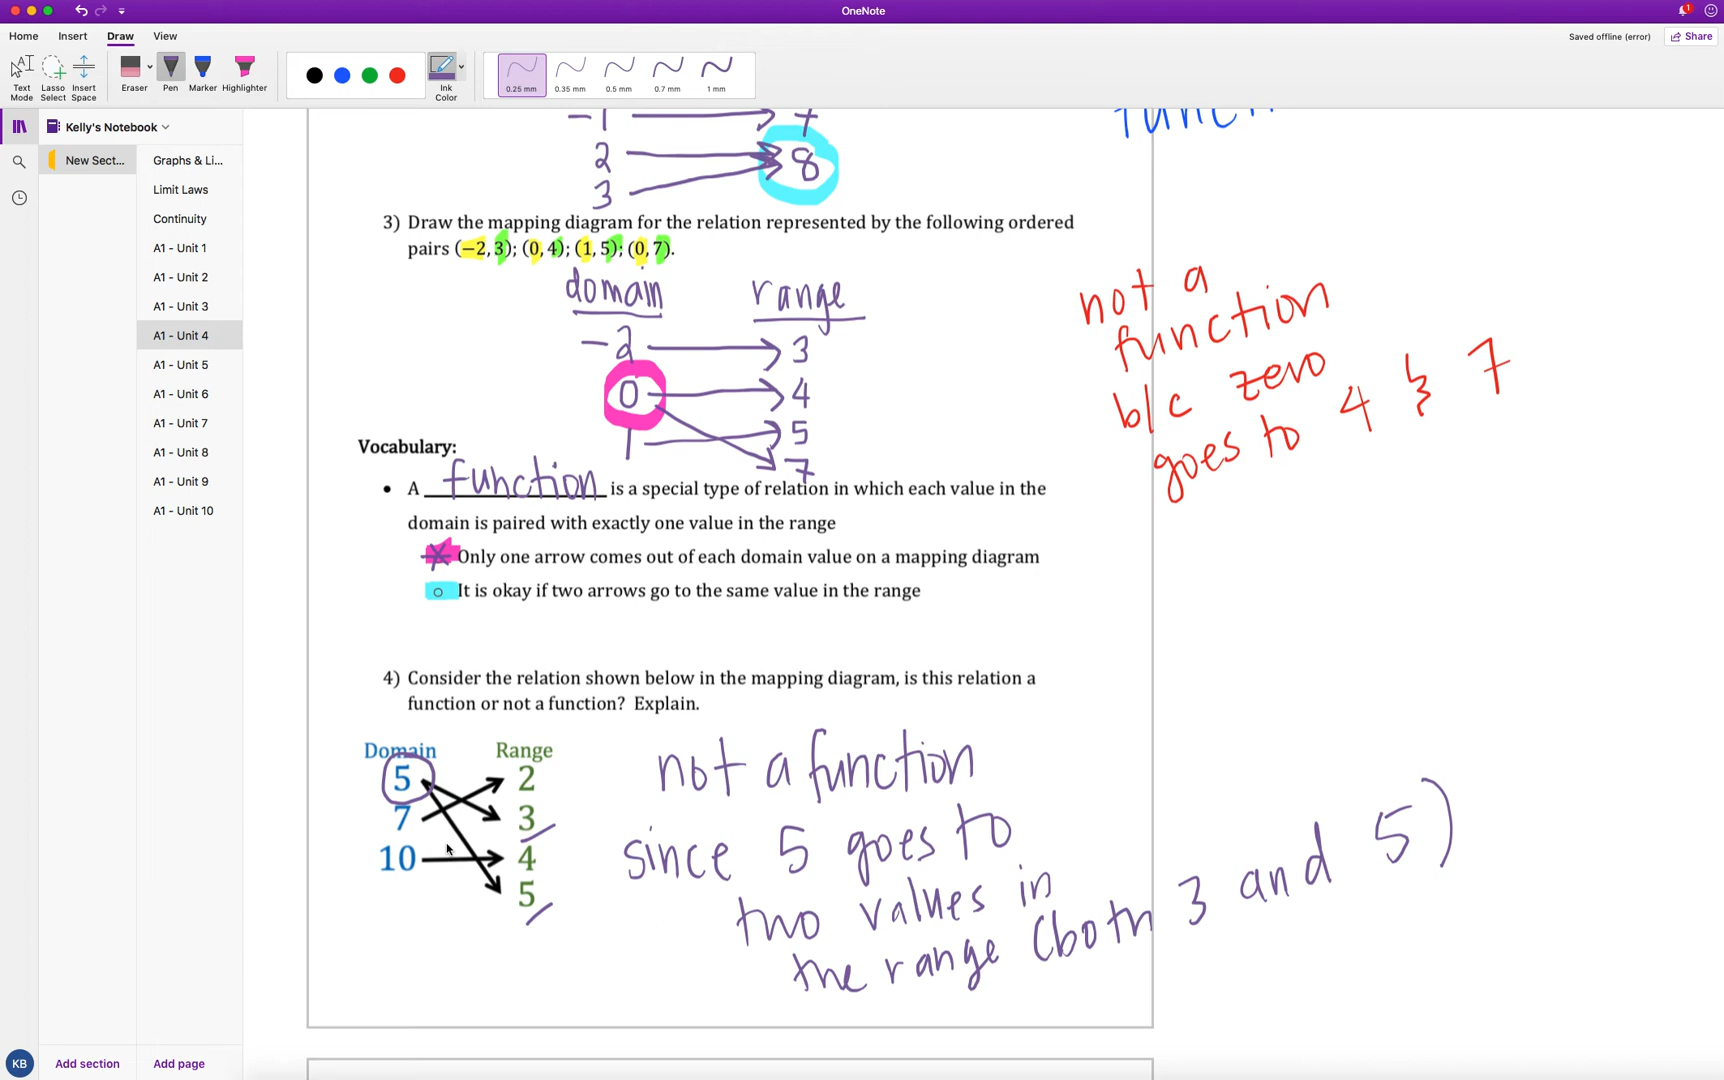 OneNote
1
Home Insert Draw View
Saved offline (error)
Share
Text Mode
Lasso Select
Insert Space
Eraser
Pen
Marker
Highlighter
Ink Color
0.25 mm
0.35 mm
0.5 mm
0.7 mm
1 mm
Kelly's Notebook
New Sect...
Graphs & Li...
Limit Laws
Continuity
A1 - Unit 1
A1 - Unit 2
A1 - Unit 3
A1 - Unit 4
A1 - Unit 5
A1 - Unit 6
A1 - Unit 7
A1 - Unit 8
A1 - Unit 9
A1 - Unit 10
KB
Add section
Add page
-1 7
2 8
3
3) Draw the mapping diagram for the relation represented by the following ordered
pairs (−2, 3); (0, 4); (1, 5); (0, 7).
domain range
-2 3
0 4
1 5
7
not a
function
b/c zero
goes to 4 & 7
Vocabulary:
• A function is a special type of relation in which each value in the
domain is paired with exactly one value in the range
Only one arrow comes out of each domain value on a mapping diagram
o It is okay if two arrows go to the same value in the range
4) Consider the relation shown below in the mapping diagram, is this relation a
function or not a function? Explain.
Domain Range
5 2
7 3
10 4
5
not a function
since 5 goes to
two values in
the range (both 3 and 5)